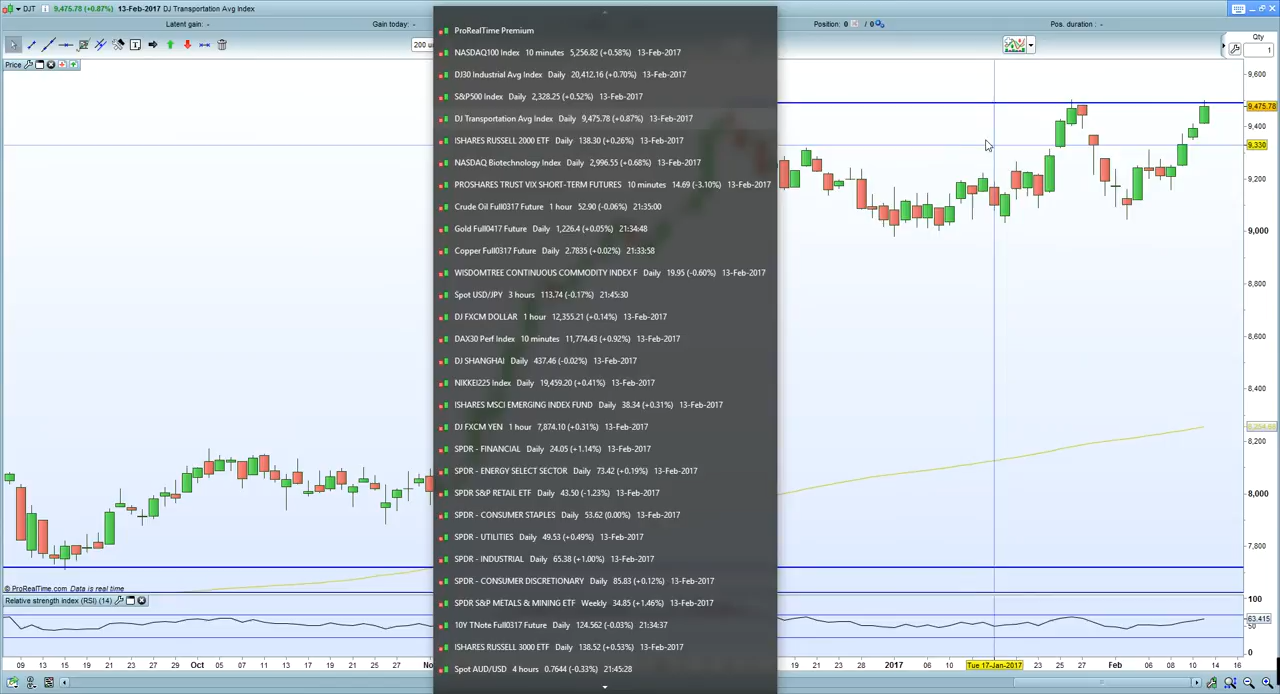 DJT 9,475.78 (+0.87%) 13-Feb-2017 DJ Transportation Avg Index
Latent gain: - Gain today: - Position: 0 / 0 Pos. duration: -
200 u
Qty
1
Price
ProRealTime Premium
NASDAQ100 Index 10 minutes 5,256.82 (+0.58%) 13-Feb-2017
DJ30 Industrial Avg Index Daily 20,412.16 (+0.70%) 13-Feb-2017
S&P500 Index Daily 2,328.25 (+0.52%) 13-Feb-2017
DJ Transportation Avg Index Daily 9,475.78 (+0.87%) 13-Feb-2017
ISHARES RUSSELL 2000 ETF Daily 138.30 (+0.26%) 13-Feb-2017
NASDAQ Biotechnology Index Daily 2,996.55 (+0.68%) 13-Feb-2017
PROSHARES TRUST VIX SHORT-TERM FUTURES 10 minutes 14.69 (-3.10%) 13-Feb-2017
Crude Oil Full0317 Future 1 hour 52.90 (-0.06%) 21:35:00
Gold Full0417 Future Daily 1,226.4 (+0.05%) 21:34:48
Copper Full0317 Future Daily 2.7835 (+0.02%) 21:33:58
WISDOMTREE CONTINUOUS COMMODITY INDEX F Daily 19.95 (-0.60%) 13-Feb-2017
Spot USD/JPY 3 hours 113.74 (-0.17%) 21:45:30
DJ FXCM DOLLAR 1 hour 12,355.21 (+0.14%) 13-Feb-2017
DAX30 Perf Index 10 minutes 11,774.43 (+0.92%) 13-Feb-2017
DJ SHANGHAI Daily 437.46 (-0.02%) 13-Feb-2017
NIKKEI225 Index Daily 19,459.20 (+0.41%) 13-Feb-2017
ISHARES MSCI EMERGING INDEX FUND Daily 38.34 (+0.31%) 13-Feb-2017
DJ FXCM YEN 1 hour 7,874.10 (+0.31%) 13-Feb-2017
SPDR - FINANCIAL Daily 24.05 (+1.14%) 13-Feb-2017
SPDR - ENERGY SELECT SECTOR Daily 73.42 (+0.19%) 13-Feb-2017
SPDR S&P RETAIL ETF Daily 43.50 (-1.23%) 13-Feb-2017
SPDR - CONSUMER STAPLES Daily 53.62 (0.00%) 13-Feb-2017
SPDR - UTILITIES Daily 49.53 (+0.49%) 13-Feb-2017
SPDR - INDUSTRIAL Daily 65.38 (+1.00%) 13-Feb-2017
SPDR - CONSUMER DISCRETIONARY Daily 85.83 (+0.12%) 13-Feb-2017
SPDR S&P METALS & MINING ETF Weekly 34.85 (+1.46%) 13-Feb-2017
10Y TNote Full0317 Future Daily 124.562 (-0.03%) 21:34:37
ISHARES RUSSELL 3000 ETF Daily 138.52 (+0.53%) 13-Feb-2017
Spot AUD/USD 4 hours 0.7644 (-0.33%) 21:45:28
9,600
9,475.78
9,400
9,330
9,200
9,000
8,800
8,600
8,400
8,200
8,000
7,800
© ProRealTime.com Data is real time
Relative strength index (RSI) (14)
100
63.415
50
0
09 13 15 19 21 23 27 29 Oct 05 07 11 13 17 19 21 25 27 No 19 21 23 28 30 2017 06 10 12 Tue 17-Jan-2017 19 23 25 27 31 Feb 06 08 10 14 16